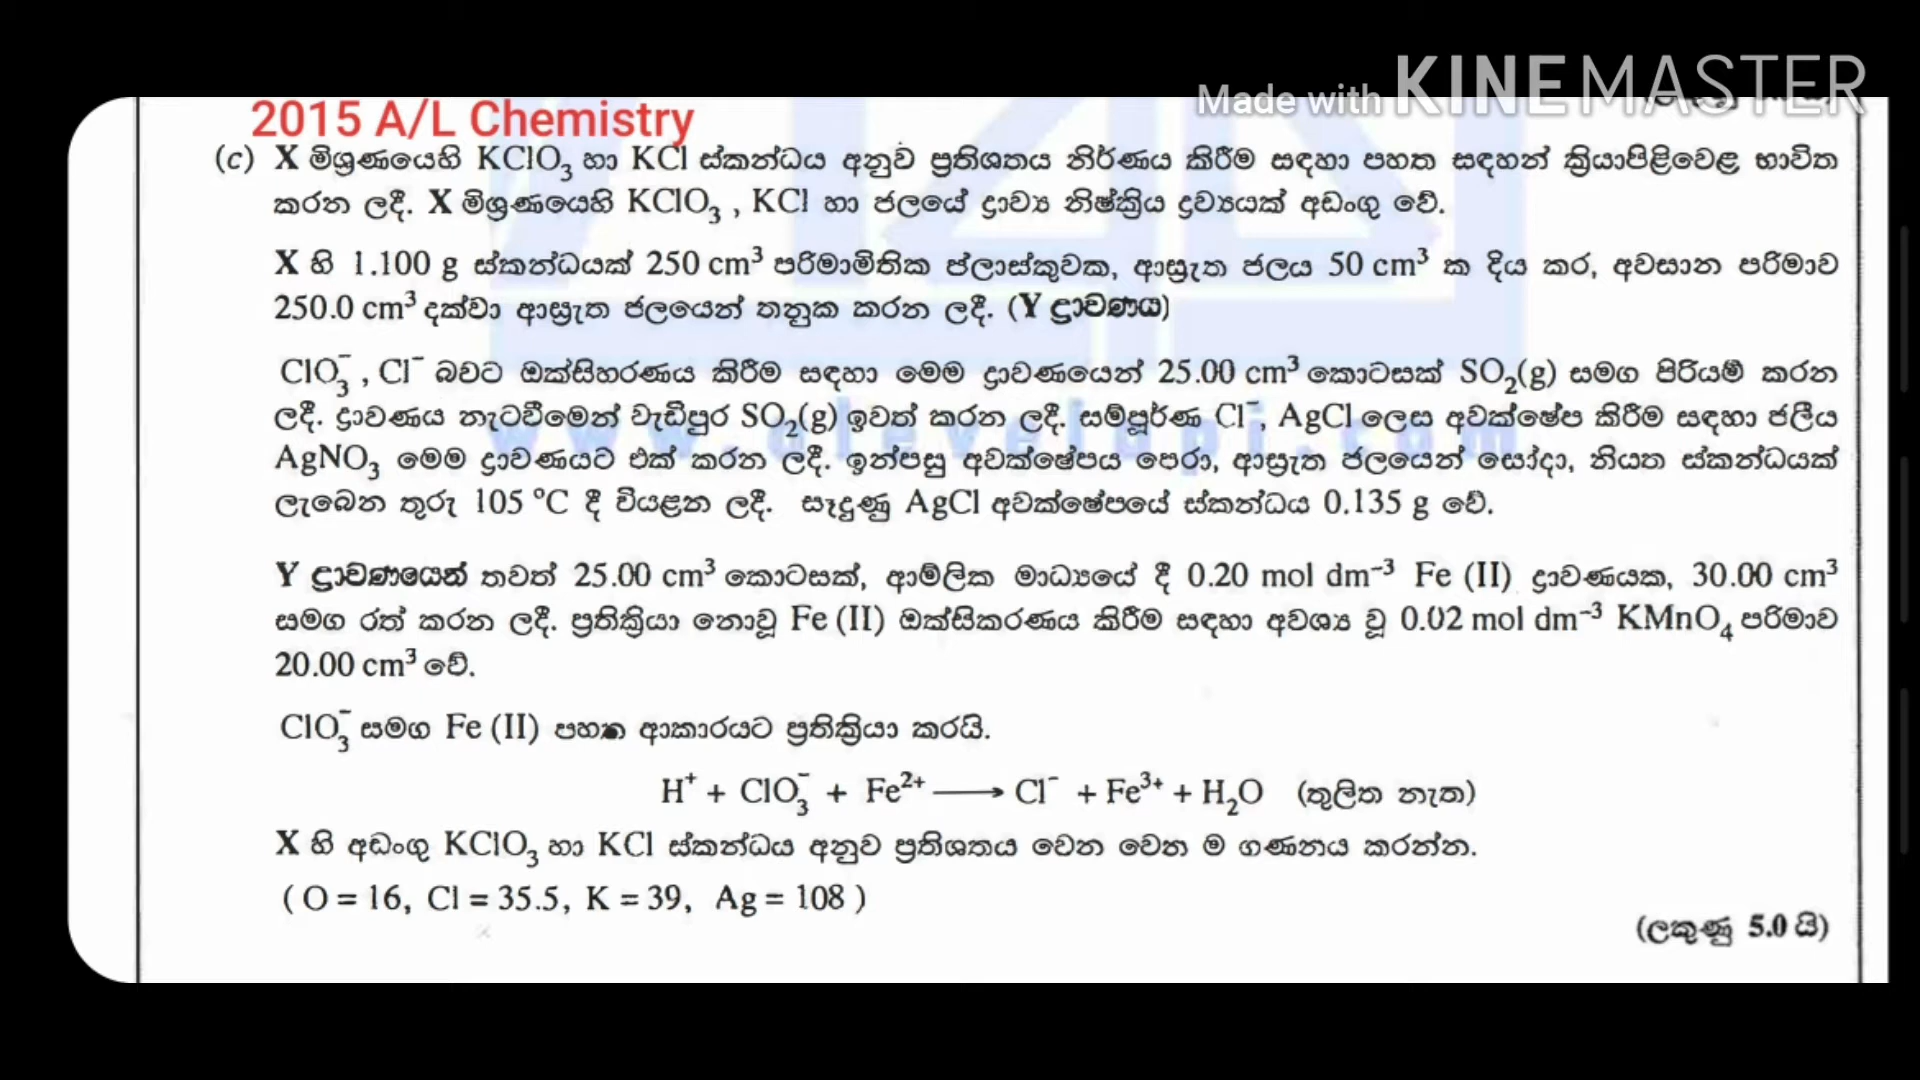 Made with KINEMASTER
2015 A/L Chemistry
(c) X මිශ්‍රණයෙහි KClO₃ හා KCl ස්කන්ධය අනුව ප්‍රතිශතය නිර්ණය කිරීම සඳහා පහත සඳහන් ක්‍රියාපිළිවෙළ භාවිත
කරන ලදී. X මිශ්‍රණයෙහි KClO₃ , KCl හා ජලයේ ද්‍රාව්‍ය නිෂ්ක්‍රිය ද්‍රව්‍යයක් අඩංගු වේ.
X හි 1.100 g ස්කන්ධයක් 250 cm³ පරිමාමිතික ප්ලාස්කුවක, ආස්‍රැත ජලය 50 cm³ ක දිය කර, අවසාන පරිමාව
250.0 cm³ දක්වා ආස්‍රැත ජලයෙන් තනුක කරන ලදී. (Y ද්‍රාවණය)
ClO₃⁻ , Cl⁻ බවට ඔක්සිහරණය කිරීම සඳහා මෙම ද්‍රාවණයෙන් 25.00 cm³ කොටසක් SO₂(g) සමග පිරියම් කරන
ලදී. ද්‍රාවණය නැටවීමෙන් වැඩිපුර SO₂(g) ඉවත් කරන ලදී. සම්පූර්ණ Cl⁻, AgCl ලෙස අවක්ෂේප කිරීම සඳහා ජලීය
AgNO₃ මෙම ද්‍රාවණයට එක් කරන ලදී. ඉන්පසු අවක්ෂේපය පෙරා, ආස්‍රැත ජලයෙන් සෝදා, නියත ස්කන්ධයක්
ලැබෙන තුරු 105 °C දී වියළන ලදී. සෑදුණු AgCl අවක්ෂේපයේ ස්කන්ධය 0.135 g වේ.
Y ද්‍රාවණයෙන් තවත් 25.00 cm³ කොටසක්, ආම්ලික මාධ්‍යයේ දී 0.20 mol dm⁻³ Fe (II) ද්‍රාවණයක, 30.00 cm³
සමග රත් කරන ලදී. ප්‍රතික්‍රියා නොවූ Fe (II) ඔක්සිකරණය කිරීම සඳහා අවශ්‍ය වූ 0.02 mol dm⁻³ KMnO₄ පරිමාව
20.00 cm³ වේ.
ClO₃⁻ සමග Fe (II) පහත ආකාරයට ප්‍රතික්‍රියා කරයි.
H⁺ + ClO₃⁻ + Fe²⁺ ⟶ Cl⁻ + Fe³⁺ + H₂O (තුලිත නැත)
X හි අඩංගු KClO₃ හා KCl ස්කන්ධය අනුව ප්‍රතිශතය වෙන වෙන ම ගණනය කරන්න.
( O = 16, Cl = 35.5, K = 39, Ag = 108 )
(ලකුණු 5.0 යි)